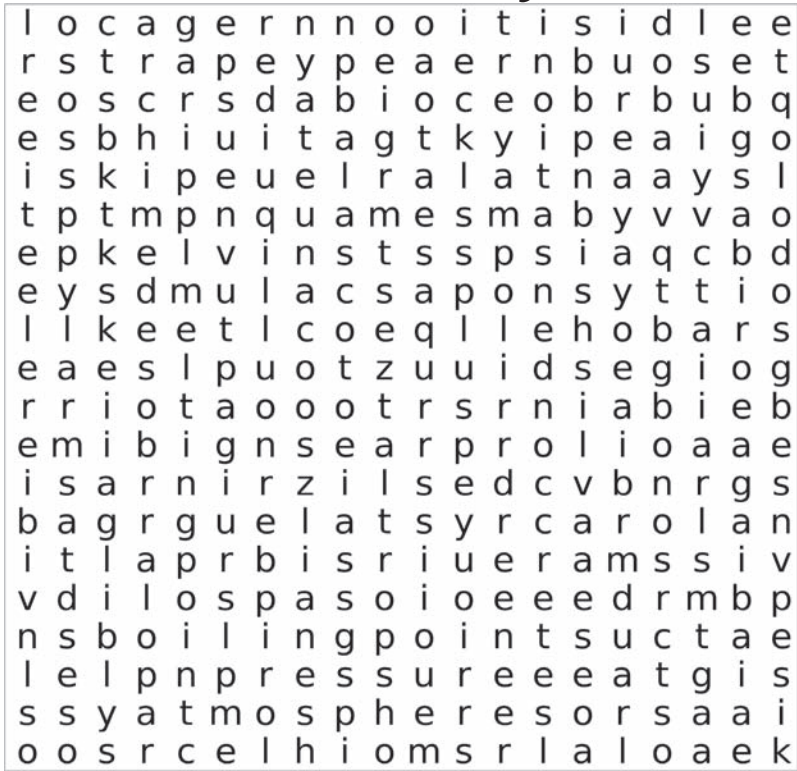 l o c a g e r n n o o i t i s i d l e e
r s t r a p e y p e a e r n b u o s e t
e o s c r s d a b i o c e o b r b u b q
e s b h i u i t a g t k y i p e a i g o
i s k i p e u e l r a l a t n a a y s l
t p t m p n q u a m e s m a b y v v a o
e p k e l v i n s t s s p s i a q c b d
e y s d m u l a c s a p o n s y t t i o
l l k e e t l c o e q l l e h o b a r s
e a e s l p u o t z u u i d s e g i o g
r r i o t a o o o t r s r n i a b i e b
e m i b i g n s e a r p r o l i o a a e
i s a r n i r z i l s e d c v b n r g s
b a g r g u e l a t s y r c a r o l a n
i t l a p r b i s r i u e r a m s s i v
v d i l o s p a s o i o e e e d r m b p
n s b o i l i n g p o i n t s u c t a e
l e l p n p r e s s u r e e e a t g i s
s s y a t m o s p h e r e s o r s a a i
o o s r c e l h i o m s r l a l o a e k